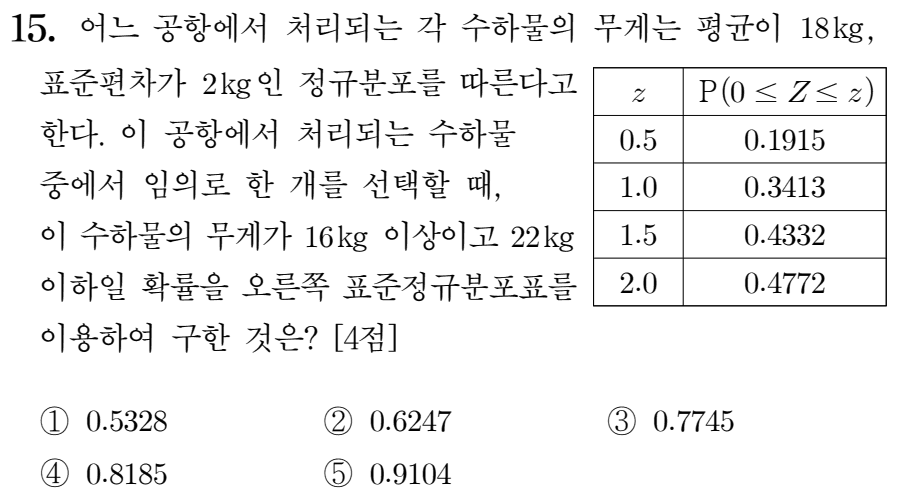 15. 어느 공항에서 처리되는 각 수하물의 무게는 평균이 18kg,
표준편차가 2kg인 정규분포를 따른다고
한다. 이 공항에서 처리되는 수하물
중에서 임의로 한 개를 선택할 때,
이 수하물의 무게가 16kg 이상이고 22kg
이하일 확률을 오른쪽 표준정규분포표를
이용하여 구한 것은? [4점]
z P(0 ≤ Z ≤ z)
0.5 0.1915
1.0 0.3413
1.5 0.4332
2.0 0.4772
① 0.5328 ② 0.6247 ③ 0.7745
④ 0.8185 ⑤ 0.9104